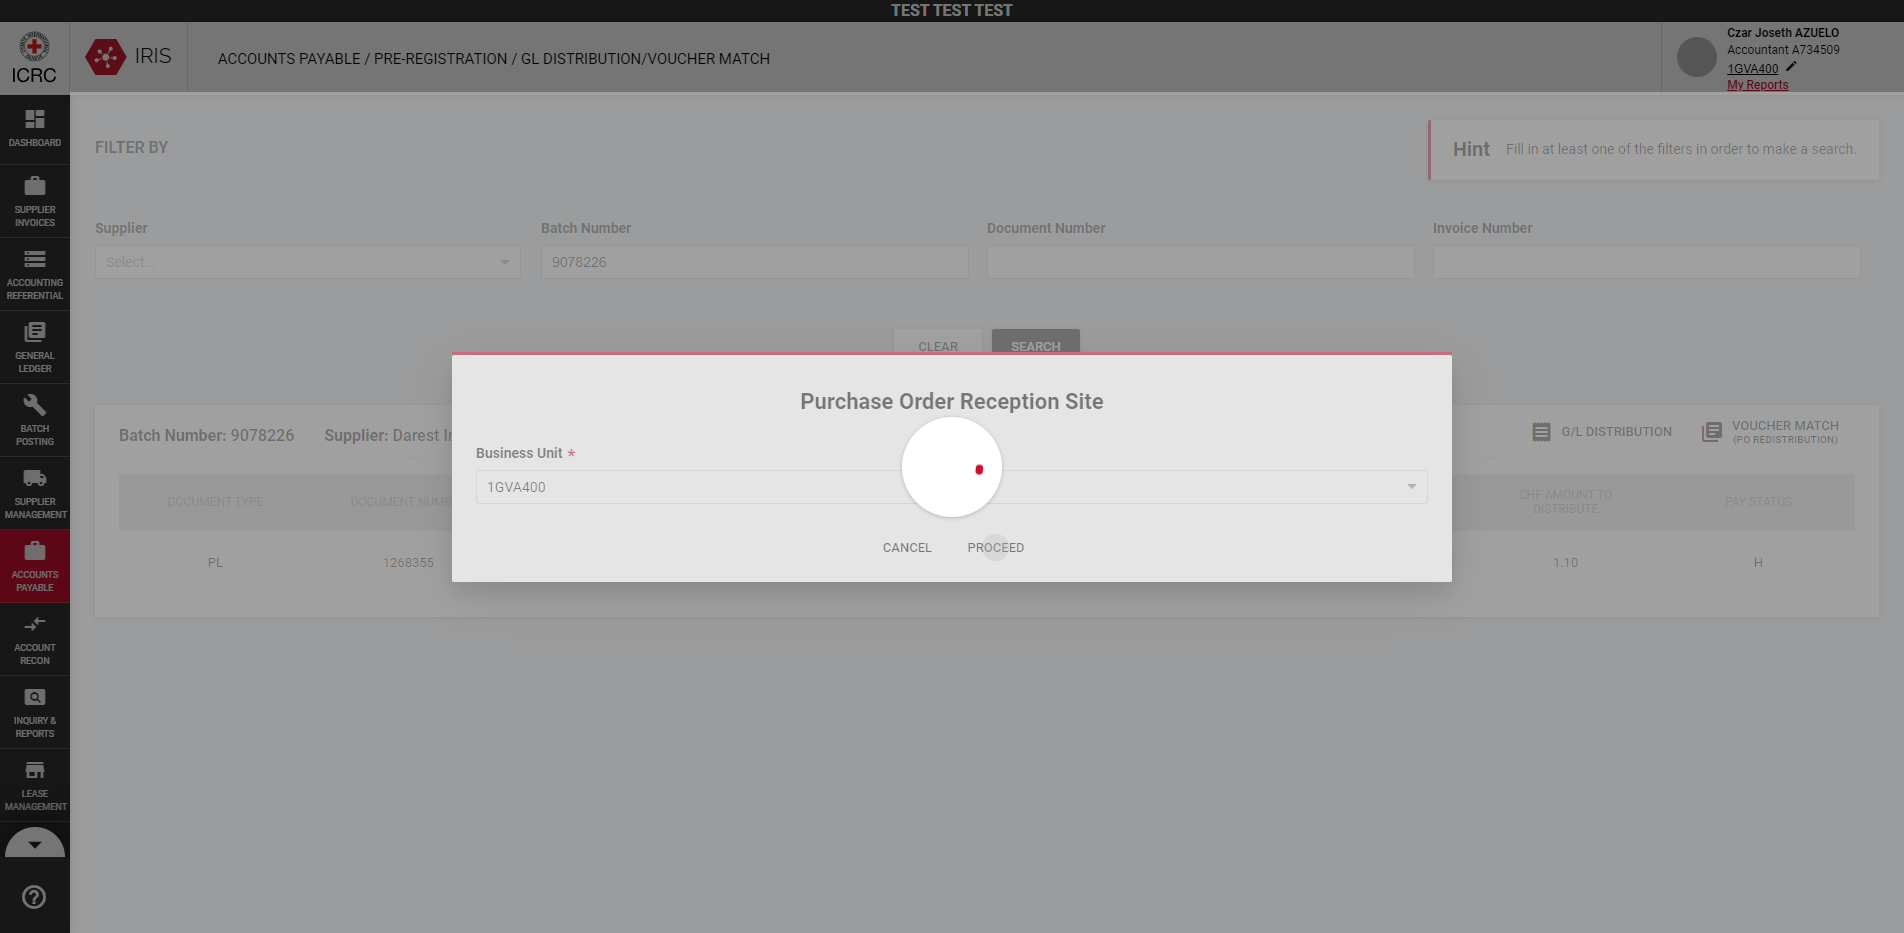 TEST TEST TEST
ICRC
IRIS
ACCOUNTS PAYABLE / PRE-REGISTRATION / GL DISTRIBUTION/VOUCHER MATCH
Czar Joseth AZUELO
Accountant A734509
1GVA400
My Reports
DASHBOARD
SUPPLIER
INVOICES
ACCOUNTING
REFERENTIAL
GENERAL
LEDGER
BATCH
POSTING
SUPPLIER
MANAGEMENT
ACCOUNTS
PAYABLE
ACCOUNT
RECON
INQUIRY &
REPORTS
LEASE
MANAGEMENT
FILTER BY
Hint Fill in at least one of the filters in order to make a search.
Supplier Batch Number Document Number Invoice Number
Select... 9078226
CLEAR SEARCH
Purchase Order Reception Site
Business Unit *
1GVA400
CANCEL PROCEED
Batch Number: 9078226 Supplier: Darest In
G/L DISTRIBUTION VOUCHER MATCH
(PO REDISTRIBUTION)
DOCUMENT TYPE DOCUMENT NUMB CHF AMOUNT TO DISTRIBUTE PAY STATUS
PL 1268355 1.10 H